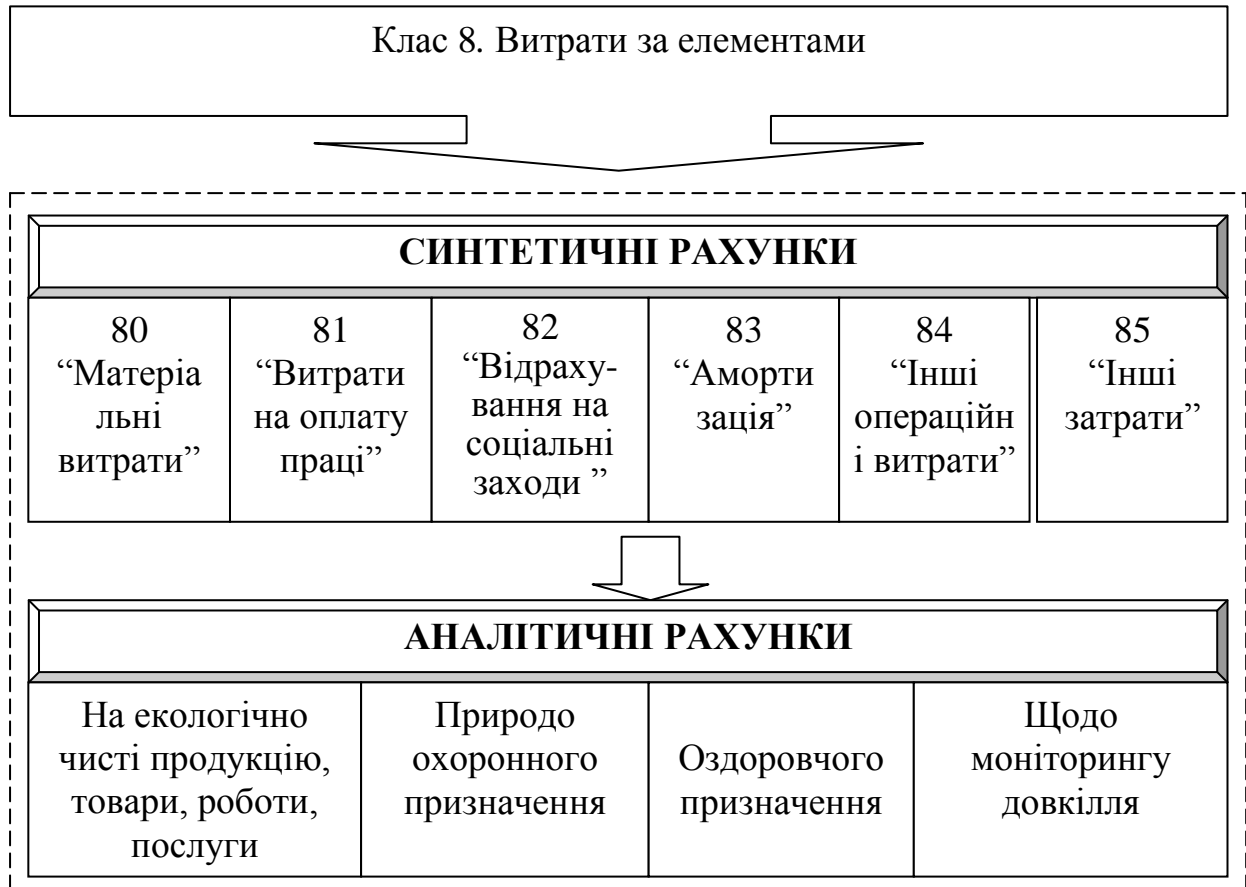 Клас 8. Витрати за елементами
СИНТЕТИЧНІ РАХУНКИ
80
“Матеріа
льні
витрати”
81
“Витрати
на оплату
праці”
82
“Відраху-
вання на
соціальні
заходи ”
83
“Аморти
зація”
84
“Інші
операційн
і витрати”
85
“Інші
затрати”
АНАЛІТИЧНІ РАХУНКИ
На екологічно
чисті продукцію,
товари, роботи,
послуги
Природо
охоронного
призначення
Оздоровчого
призначення
Щодо
моніторингу
довкілля